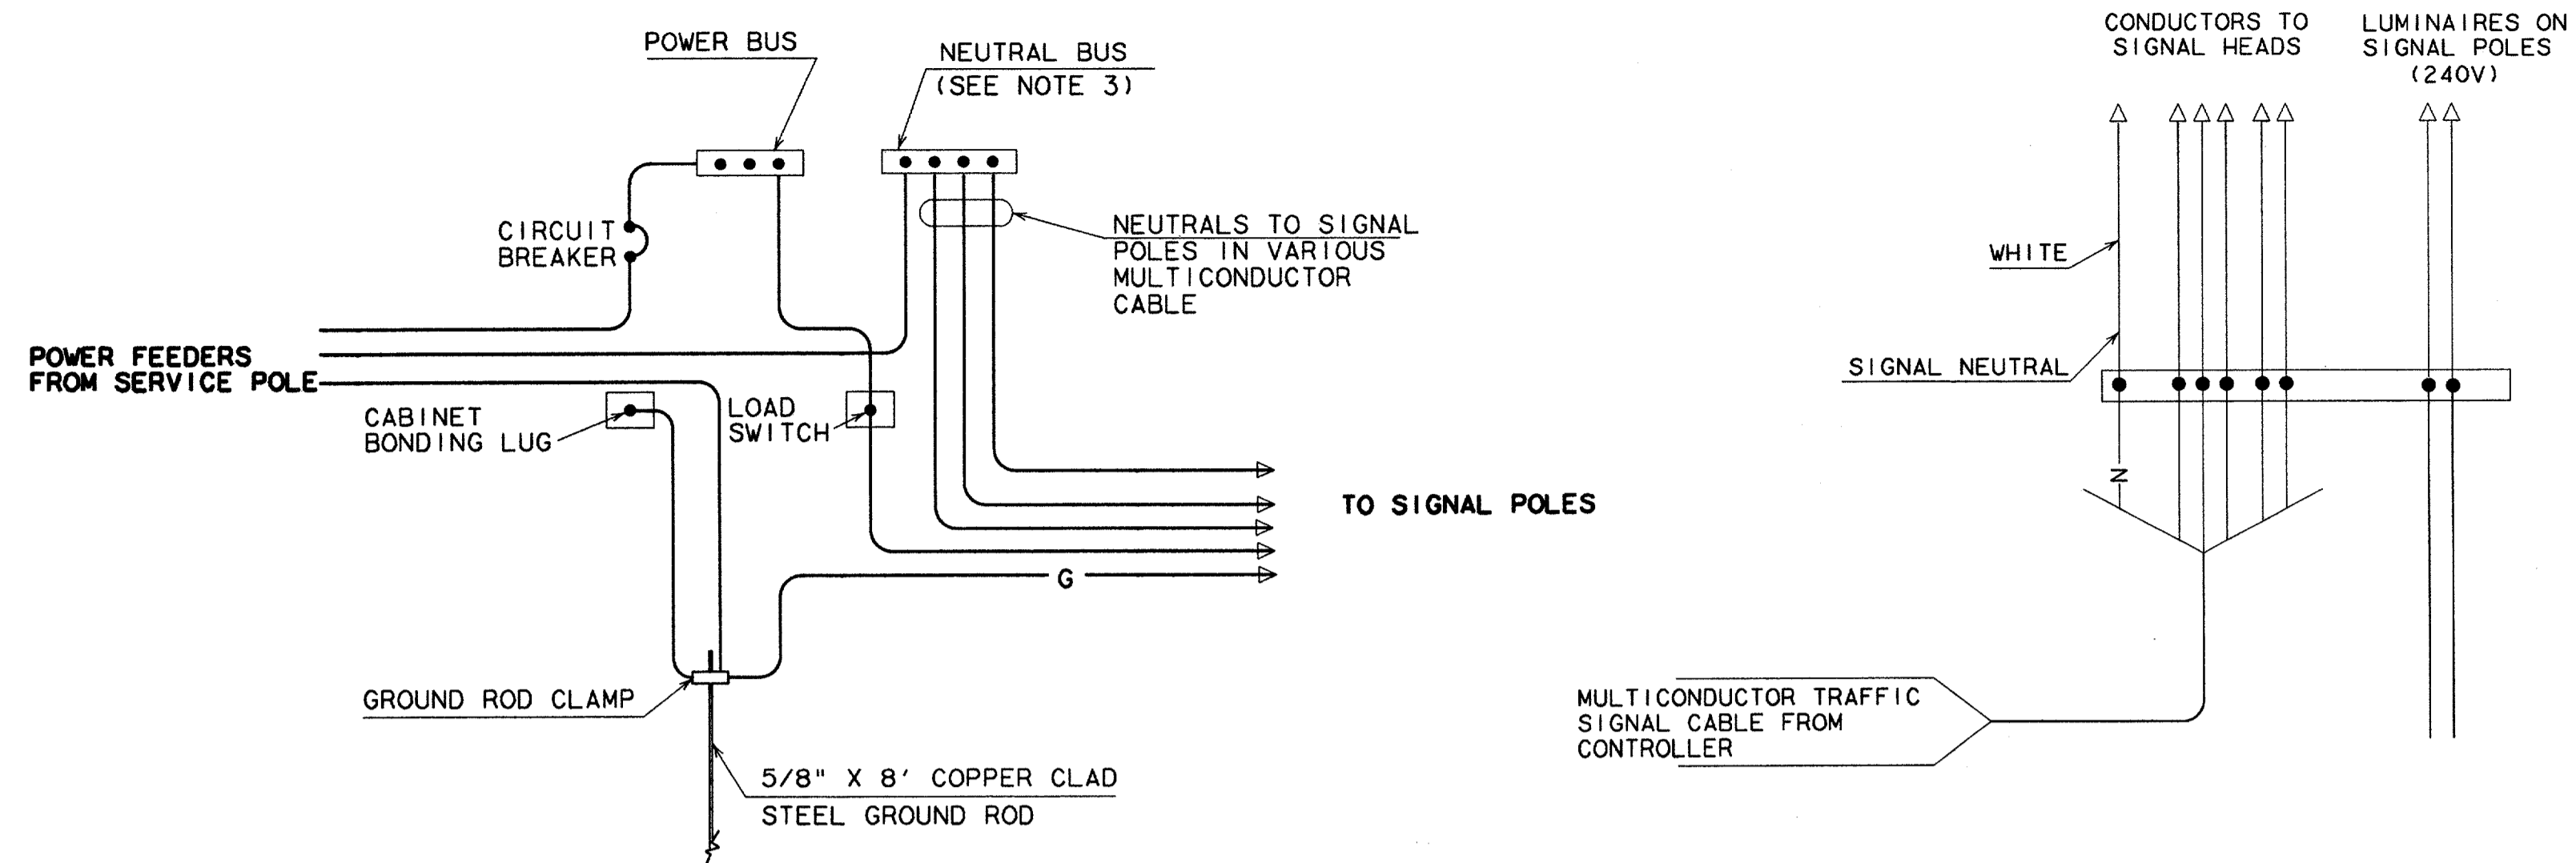 POWER BUS
NEUTRAL BUS
(SEE NOTE 3)
CIRCUIT
BREAKER
NEUTRALS TO SIGNAL
POLES IN VARIOUS
MULTICONDUCTOR
CABLE
POWER FEEDERS
FROM SERVICE POLE
CABINET
BONDING LUG
LOAD
SWITCH
TO SIGNAL POLES
G
GROUND ROD CLAMP
5/8" X 8' COPPER CLAD
STEEL GROUND ROD
CONDUCTORS TO
SIGNAL HEADS
LUMINAIRES ON
SIGNAL POLES
(240V)
WHITE
SIGNAL NEUTRAL
N
MULTICONDUCTOR TRAFFIC
SIGNAL CABLE FROM
CONTROLLER